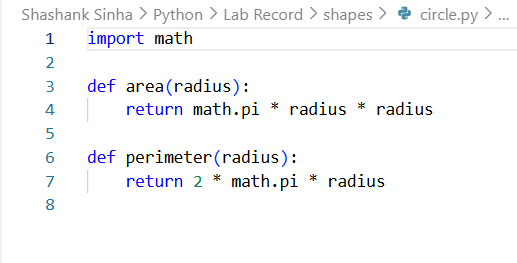 Shashank Sinha > Python > Lab Record > shapes > circle.py > ...
1 import math
2
3 def area(radius):
4     return math.pi * radius * radius
5
6 def perimeter(radius):
7     return 2 * math.pi * radius
8